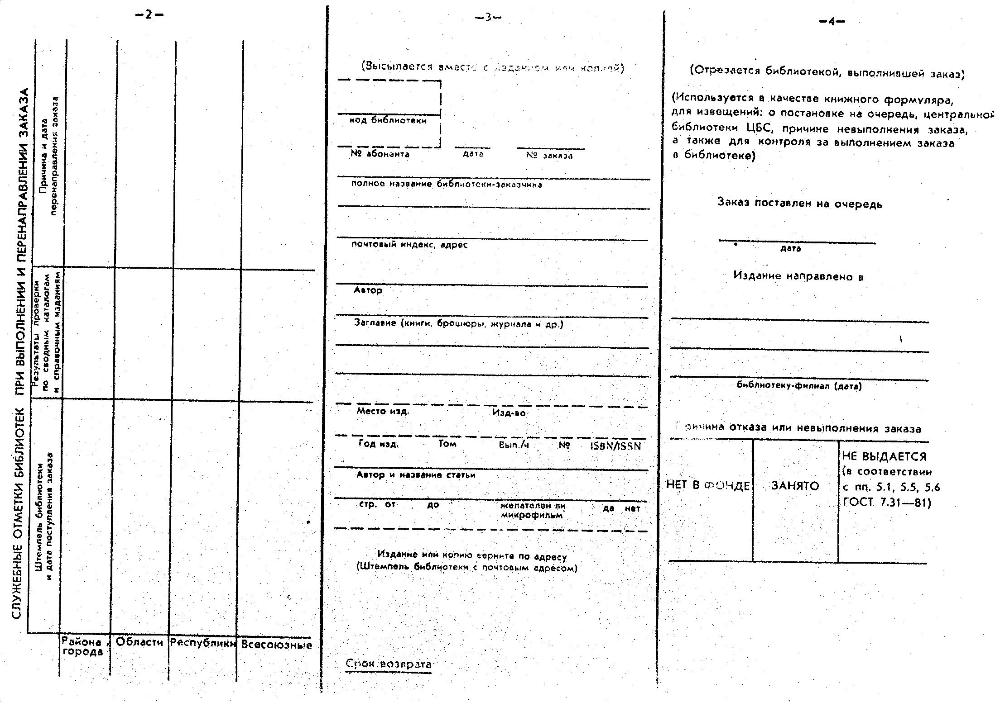 —2—
СЛУЖЕБНЫЕ ОТМЕТКИ БИБЛИОТЕК ПРИ ВЫПОЛНЕНИИ И ПЕРЕНАПРАВЛЕНИИ ЗАКАЗА
Причина и дата
перенаправления заказа
Результаты проверки
по сводным каталогам
и справочным изданиям
Штемпель библиотеки
и дата поступления заказа
Района,
города
Области
Республики
Всесоюзные
—3—
(Высылается вместе с изданием или копией)
код библиотеки
№ абонента
дата
№ заказа
полное название библиотеки-заказчика
почтовый индекс, адрес
Автор
Заглавие (книги, брошюры, журнала и др.)
Место изд. Изд-во
Год изд. Том Вып./ч № ISBN/ISSN
Автор и название статьи
стр. от до желателен ли да нет
микрофильм
Издание или копию верните по адресу
(Штемпель библиотеки с почтовым адресом)
Срок возврата
—4—
(Отрезается библиотекой, выполнившей заказ)
(Используется в качестве книжного формуляра,
для извещений: о постановке на очередь, центральной
библиотеки ЦБС, причине невыполнения заказа,
а также для контроля за выполнением заказа
в библиотеке)
Заказ поставлен на очередь
дата
Издание направлено в
библиотеку-филиал (дата)
Причина отказа или невыполнения заказа
НЕТ В ФОНДЕ
ЗАНЯТО
НЕ ВЫДАЕТСЯ
(в соответствии
с пп. 5.1, 5.5, 5.6
ГОСТ 7.31—81)